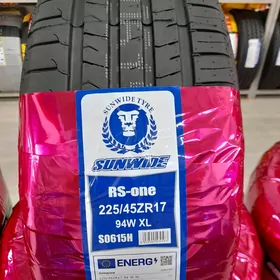 SUNWIDE TYRE
SUNWIDE
RS-one
225/45ZR17
94W XL
S0615H
ENERG